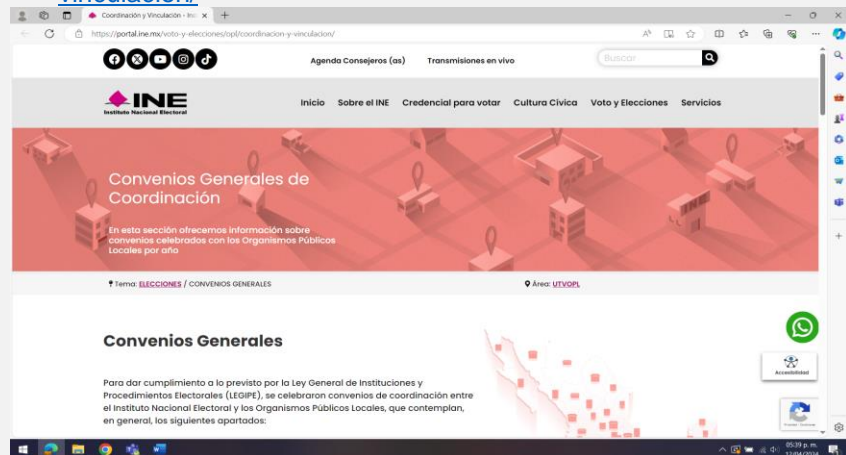 vinculacion/
Coordinación y Vinculación - Ins
https://portal.ine.mx/voto-y-elecciones/opl/coordinacion-y-vinculacion/
Agenda Consejeros (as) Transmisiones en vivo Buscar
INE
Instituto Nacional Electoral
Inicio Sobre el INE Credencial para votar Cultura Cívica Voto y Elecciones Servicios
Convenios Generales de
Coordinación
En esta sección ofrecemos información sobre
convenios celebrados con los Organismos Públicos
Locales por año
Tema: ELECCIONES / CONVENIOS GENERALES Área: UTVOPL
Convenios Generales
Para dar cumplimiento a lo previsto por la Ley General de Instituciones y
Procedimientos Electorales (LEGIPE), se celebraron convenios de coordinación entre
el Instituto Nacional Electoral y los Organismos Públicos Locales, que contemplan,
en general, los siguientes apartados:
Accesibilidad
05:39 p. m.
12/04/2024